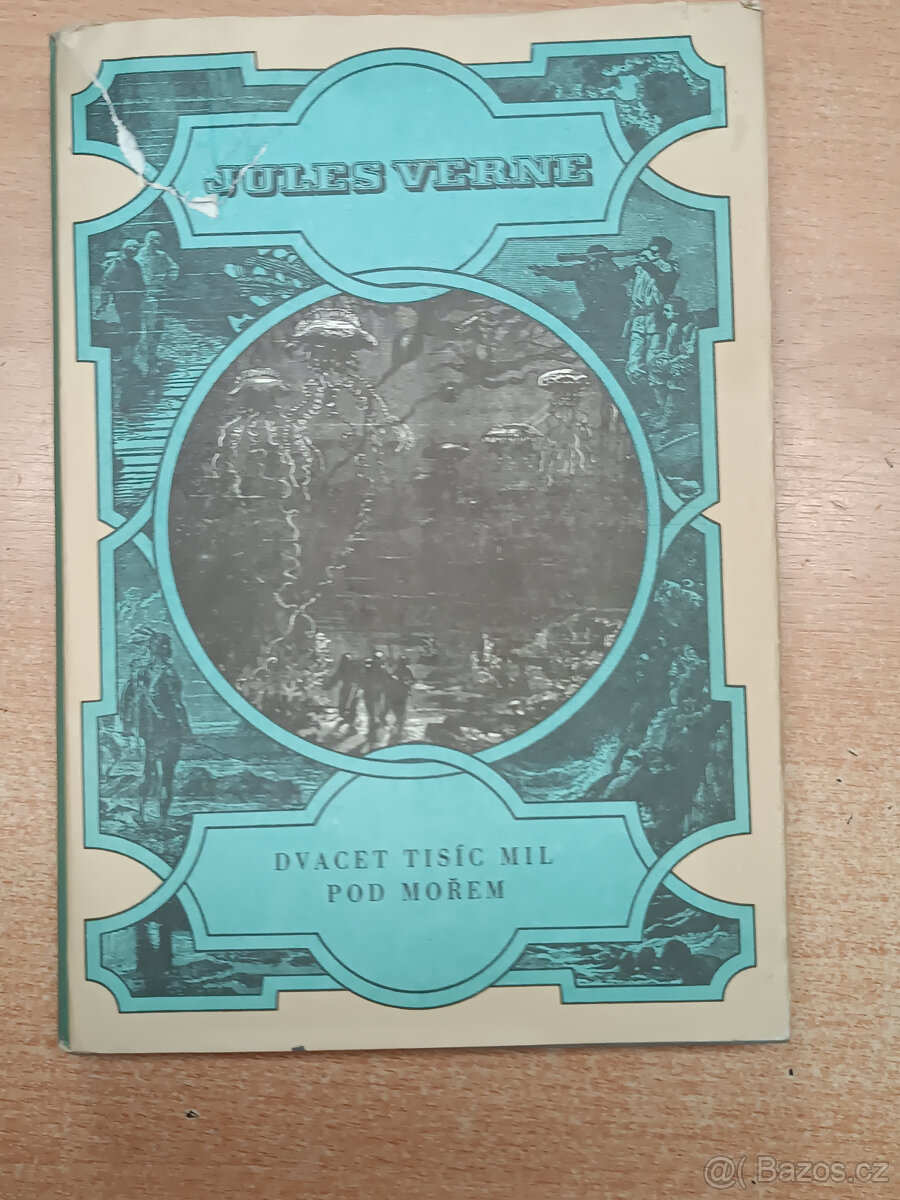 JULES VERNE
DVACET TISÍC MIL
POD MOŘEM
@( Bazos.cz